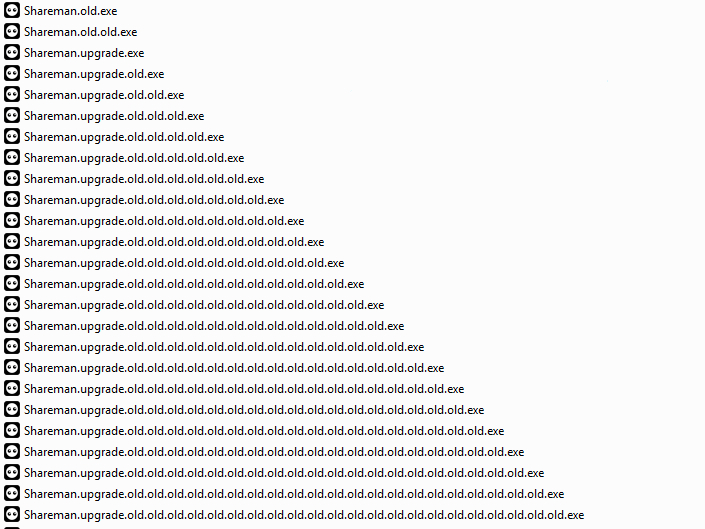 Shareman.old.exe
Shareman.old.old.exe
Shareman.upgrade.exe
Shareman.upgrade.old.exe
Shareman.upgrade.old.old.exe
Shareman.upgrade.old.old.old.exe
Shareman.upgrade.old.old.old.old.exe
Shareman.upgrade.old.old.old.old.old.exe
Shareman.upgrade.old.old.old.old.old.old.exe
Shareman.upgrade.old.old.old.old.old.old.old.exe
Shareman.upgrade.old.old.old.old.old.old.old.old.exe
Shareman.upgrade.old.old.old.old.old.old.old.old.old.exe
Shareman.upgrade.old.old.old.old.old.old.old.old.old.old.exe
Shareman.upgrade.old.old.old.old.old.old.old.old.old.old.old.exe
Shareman.upgrade.old.old.old.old.old.old.old.old.old.old.old.old.exe
Shareman.upgrade.old.old.old.old.old.old.old.old.old.old.old.old.old.exe
Shareman.upgrade.old.old.old.old.old.old.old.old.old.old.old.old.old.old.exe
Shareman.upgrade.old.old.old.old.old.old.old.old.old.old.old.old.old.old.old.exe
Shareman.upgrade.old.old.old.old.old.old.old.old.old.old.old.old.old.old.old.old.exe
Shareman.upgrade.old.old.old.old.old.old.old.old.old.old.old.old.old.old.old.old.old.exe
Shareman.upgrade.old.old.old.old.old.old.old.old.old.old.old.old.old.old.old.old.old.old.exe
Shareman.upgrade.old.old.old.old.old.old.old.old.old.old.old.old.old.old.old.old.old.old.old.exe
Shareman.upgrade.old.old.old.old.old.old.old.old.old.old.old.old.old.old.old.old.old.old.old.old.exe
Shareman.upgrade.old.old.old.old.old.old.old.old.old.old.old.old.old.old.old.old.old.old.old.old.old.exe
Shareman.upgrade.old.old.old.old.old.old.old.old.old.old.old.old.old.old.old.old.old.old.old.old.old.old.exe